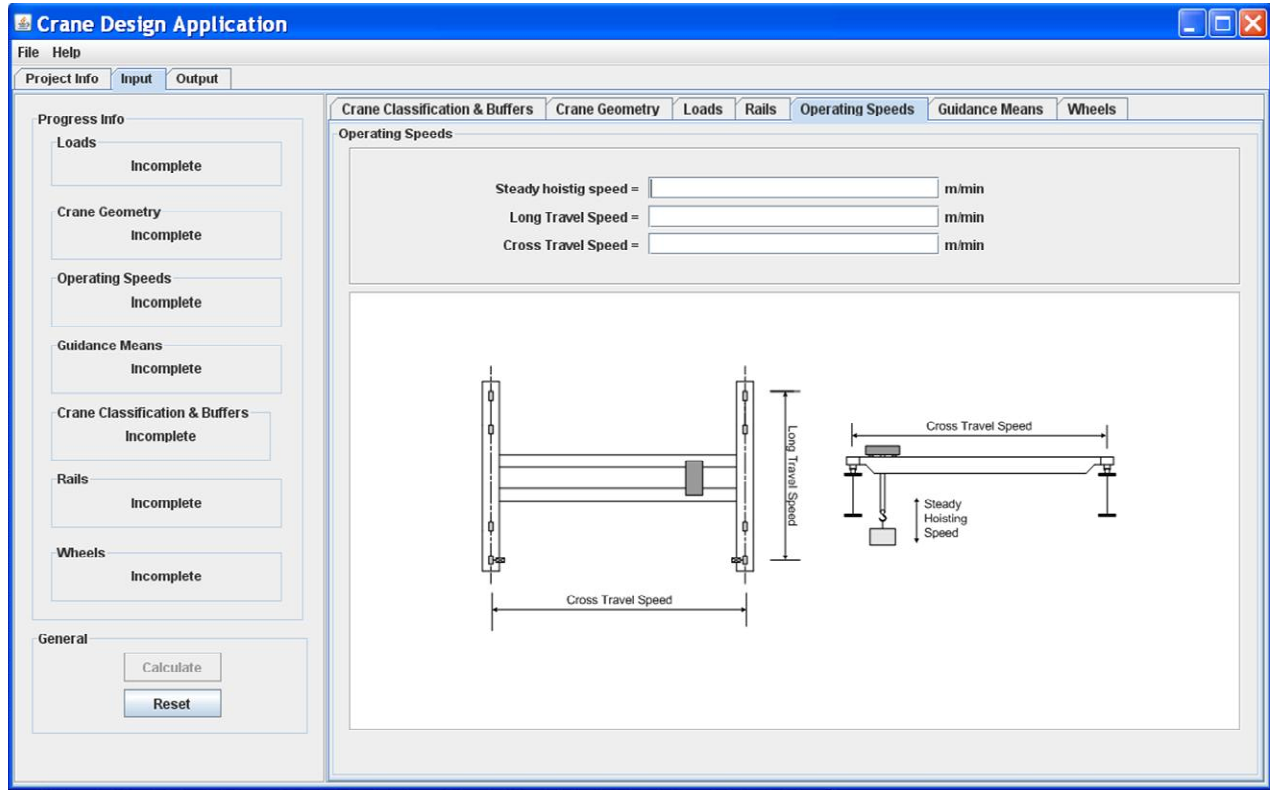 Crane Design Application
File Help
Project Info Input Output
Progress Info
Loads
Incomplete
Crane Geometry
Incomplete
Operating Speeds
Incomplete
Guidance Means
Incomplete
Crane Classification & Buffers
Incomplete
Rails
Incomplete
Wheels
Incomplete
General
Calculate
Reset
Crane Classification & Buffers Crane Geometry Loads Rails Operating Speeds Guidance Means Wheels
Operating Speeds
Steady hoistig speed = m/min
Long Travel Speed = m/min
Cross Travel Speed = m/min
Long Travel Speed
Cross Travel Speed
Cross Travel Speed
Steady
Hoisting
Speed